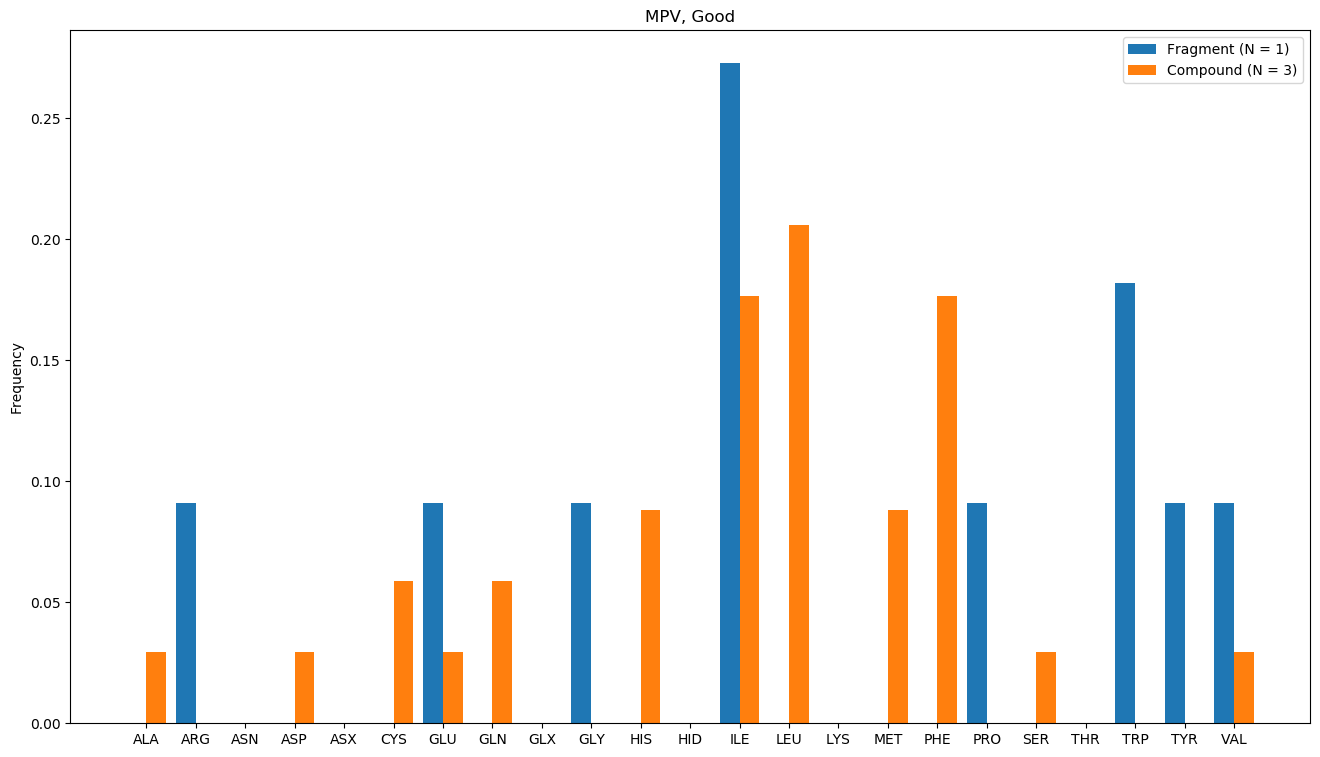 MPV, Good
Fragment (N = 1)
Compound (N = 3)
Frequency
0.25
0.20
0.15
0.10
0.05
0.00
ALA ARG ASN ASP ASX CYS GLU GLN GLX GLY HIS HID ILE LEU LYS MET PHE PRO SER THR TRP TYR VAL